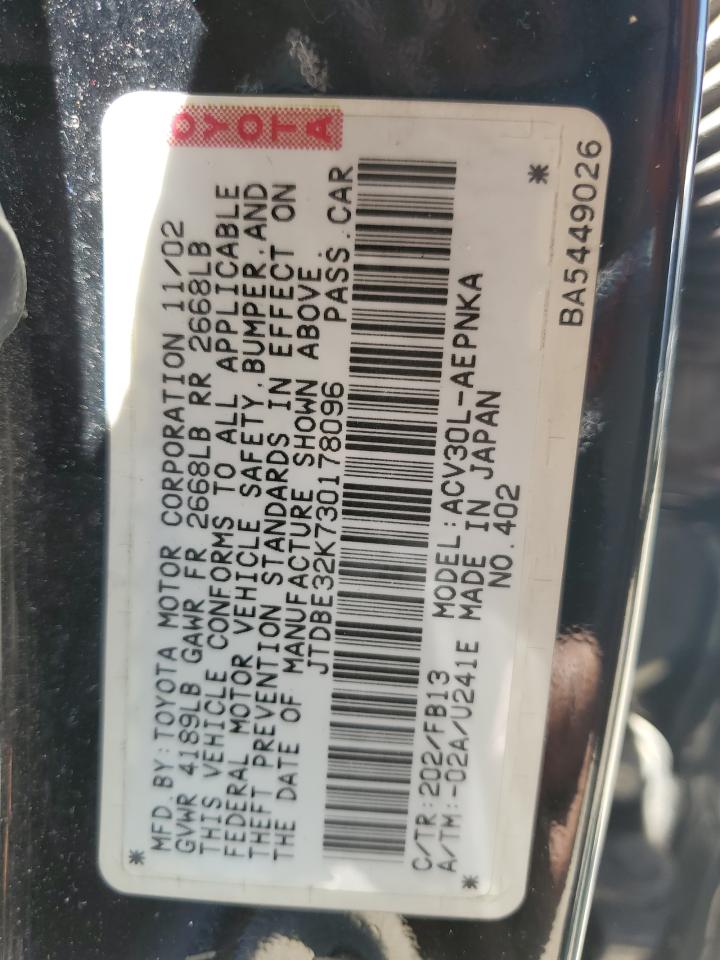 TOYOTA
MFD. BY: TOYOTA MOTOR CORPORATION 11/02
GVWR 4189LB GAWR FR 2668LB RR 2668LB
THIS VEHICLE CONFORMS TO ALL APPLICABLE
FEDERAL MOTOR VEHICLE SAFETY, BUMPER, AND
THEFT PREVENTION STANDARDS IN EFFECT ON
THE DATE OF MANUFACTURE SHOWN ABOVE.
JTDBE32K730178096 PASS. CAR
C/TR:202/FB13 MODEL:ACV30L-AEPNKA
A/TM:-02A/U241E MADE IN JAPAN
NO.402
BA5449026